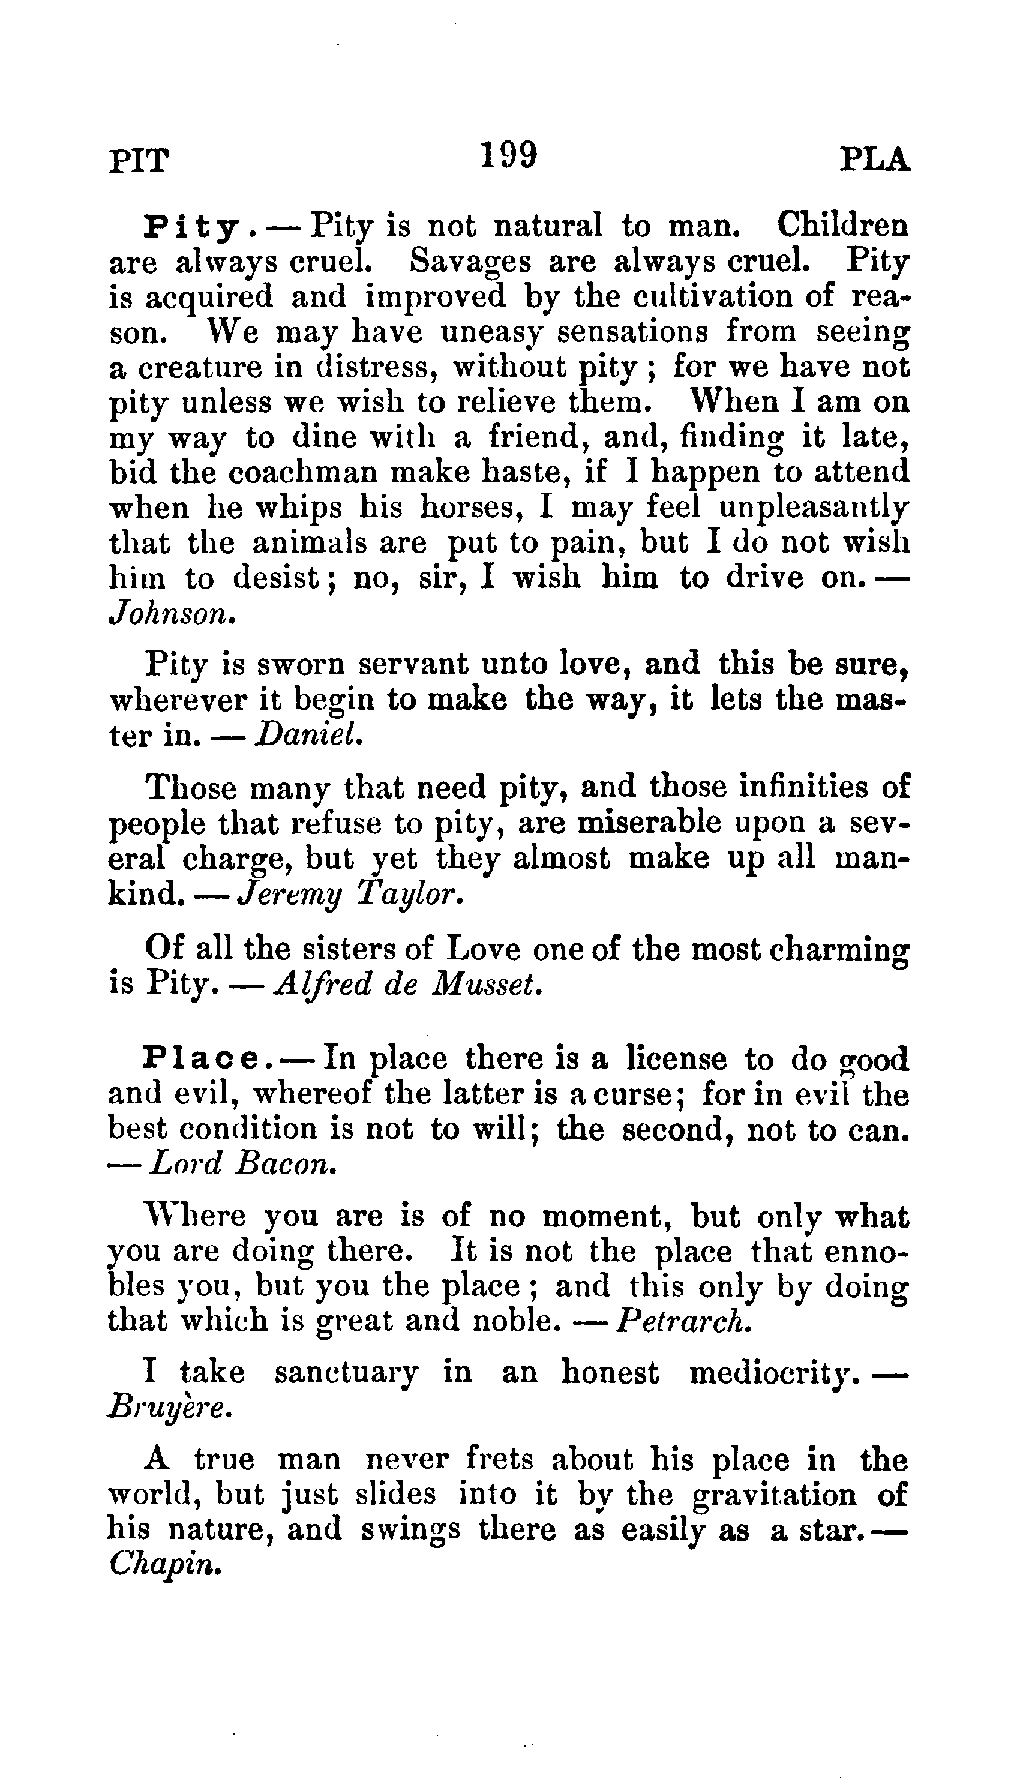 PIT 199 PLA
Pity.— Pity is not natural to man. Children
are always cruel. Savages are always cruel. Pity
is acquired and improved by the cultivation of rea-
son. We may have uneasy sensations from seeing
a creature in distress, without pity; for we have not
pity unless we wish to relieve them. When I am on
my way to dine with a friend, and, finding it late,
bid the coachman make haste, if I happen to attend
when he whips his horses, I may feel unpleasantly
that the animals are put to pain, but I do not wish
him to desist; no, sir, I wish him to drive on. —
Johnson.
Pity is sworn servant unto love, and this be sure,
wherever it begin to make the way, it lets the mas-
ter in. — Daniel.
Those many that need pity, and those infinities of
people that refuse to pity, are miserable upon a sev-
eral charge, but yet they almost make up all man-
kind. — Jeremy Taylor.
Of all the sisters of Love one of the most charming
is Pity. — Alfred de Musset.
Place.— In place there is a license to do good
and evil, whereof the latter is a curse; for in evil the
best condition is not to will; the second, not to can.
— Lord Bacon.
Where you are is of no moment, but only what
you are doing there. It is not the place that enno-
bles you, but you the place; and this only by doing
that which is great and noble. — Petrarch.
I take sanctuary in an honest mediocrity. —
Bruyère.
A true man never frets about his place in the
world, but just slides into it by the gravitation of
his nature, and swings there as easily as a star. —
Chapin.